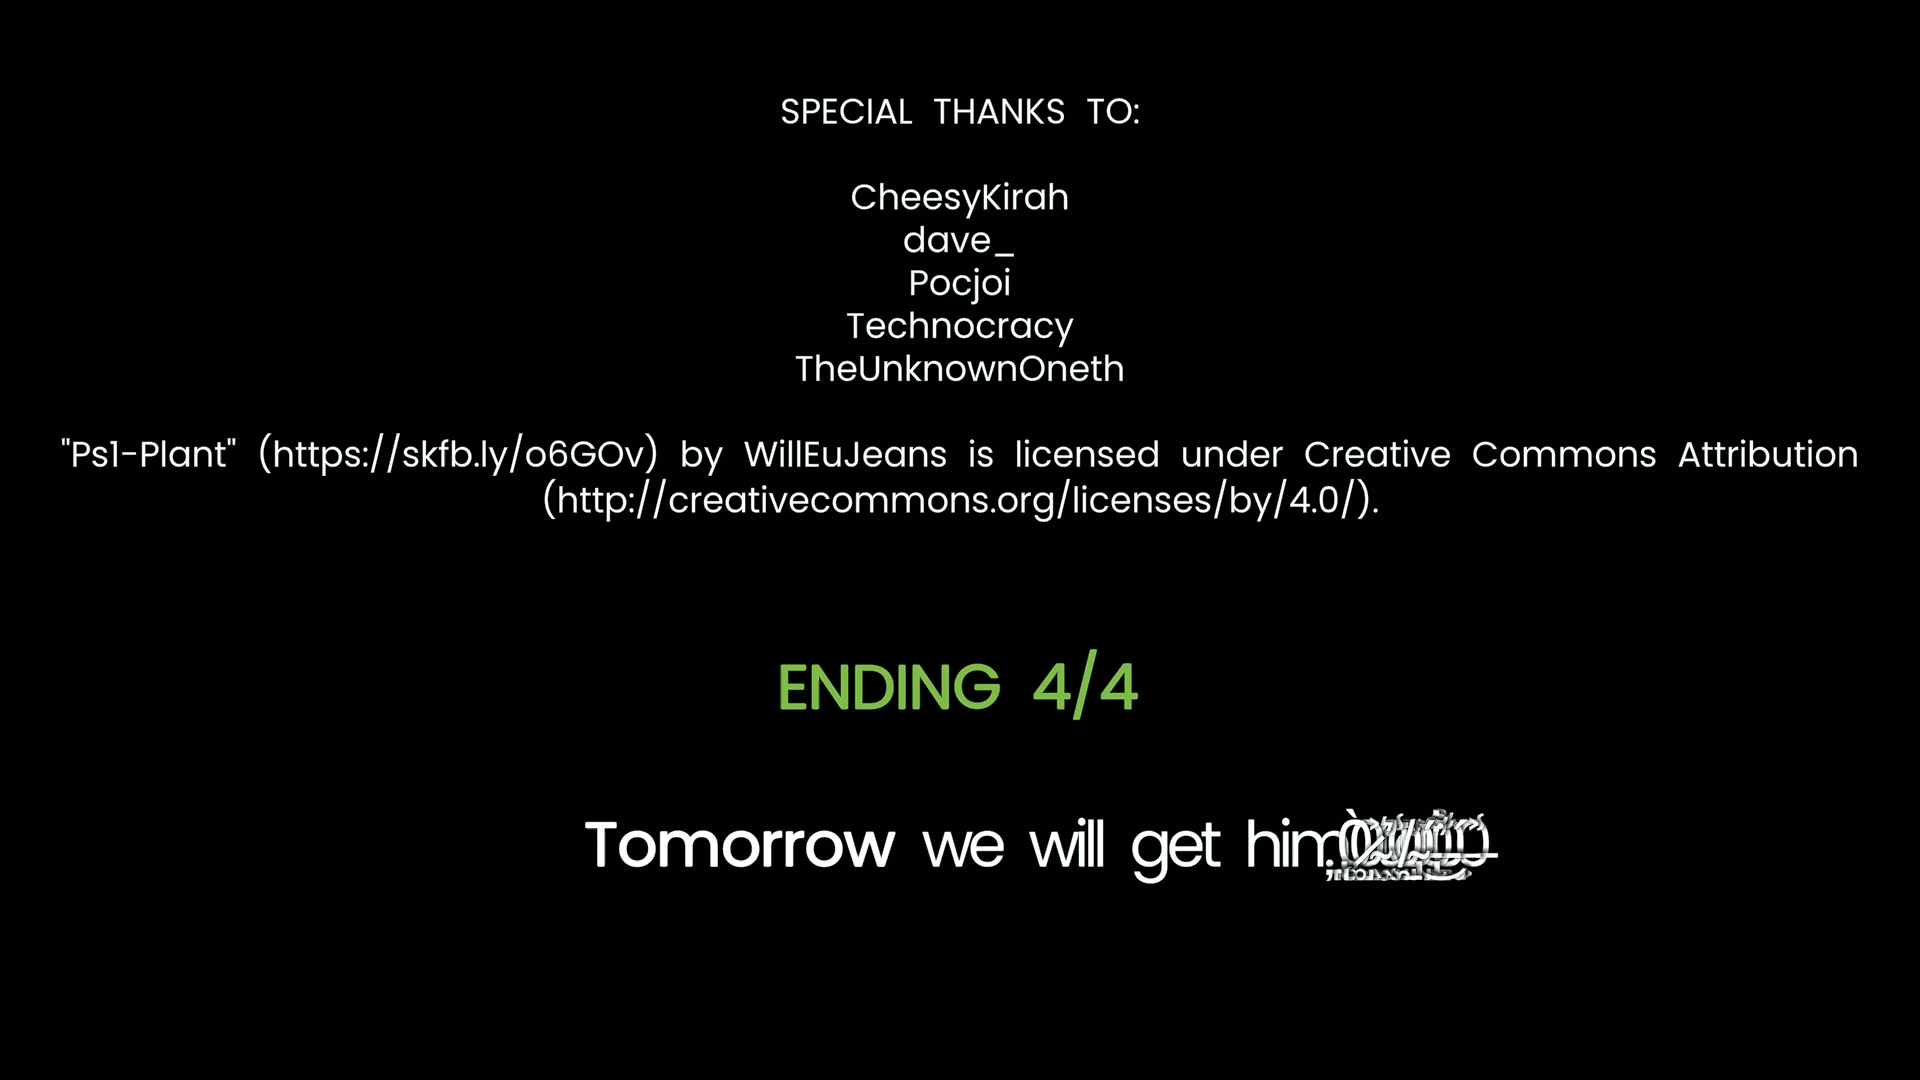 SPECIAL THANKS TO:
CheesyKirah
dave_
Pocjoi
Technocracy
TheUnknownOneth
"Ps1-Plant" (https://skfb.ly/o6GOv) by WillEuJeans is licensed under Creative Commons Attribution
(http://creativecommons.org/licenses/by/4.0/).
ENDING 4/4
Tomorrow we will get him.